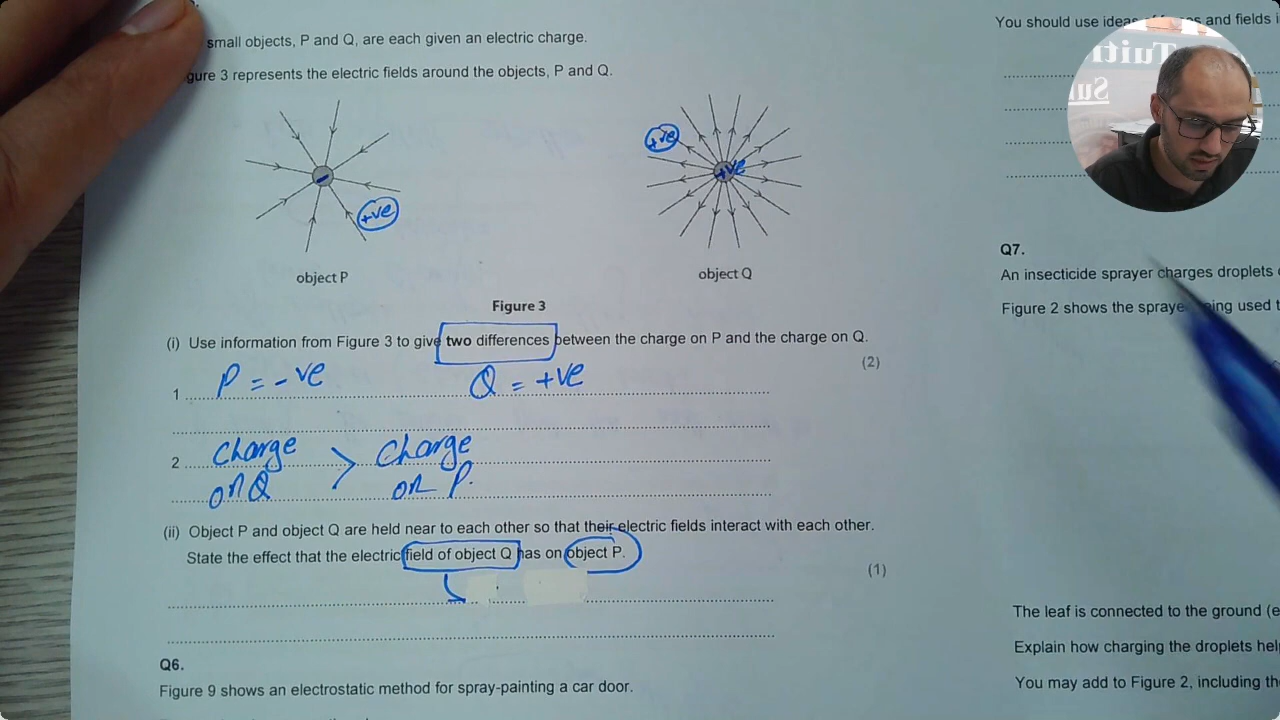 small objects, P and Q, are each given an electric charge.
gure 3 represents the electric fields around the objects, P and Q.
+ve
-
+ve
+ve
object P
object Q
Figure 3
(i) Use information from Figure 3 to give two differences between the charge on P and the charge on Q.
(2)
1 P = -ve Q = +ve
2 Charge on Q > Charge on P.
(ii) Object P and object Q are held near to each other so that their electric fields interact with each other.
State the effect that the electric field of object Q has on object P.
(1)
Q6.
Figure 9 shows an electrostatic method for spray-painting a car door.
You should use ideas and fields i
Tuiti
Su
Q7.
An insecticide sprayer charges droplets
Figure 2 shows the spraye being used t
The leaf is connected to the ground (e
Explain how charging the droplets hel
You may add to Figure 2, including th